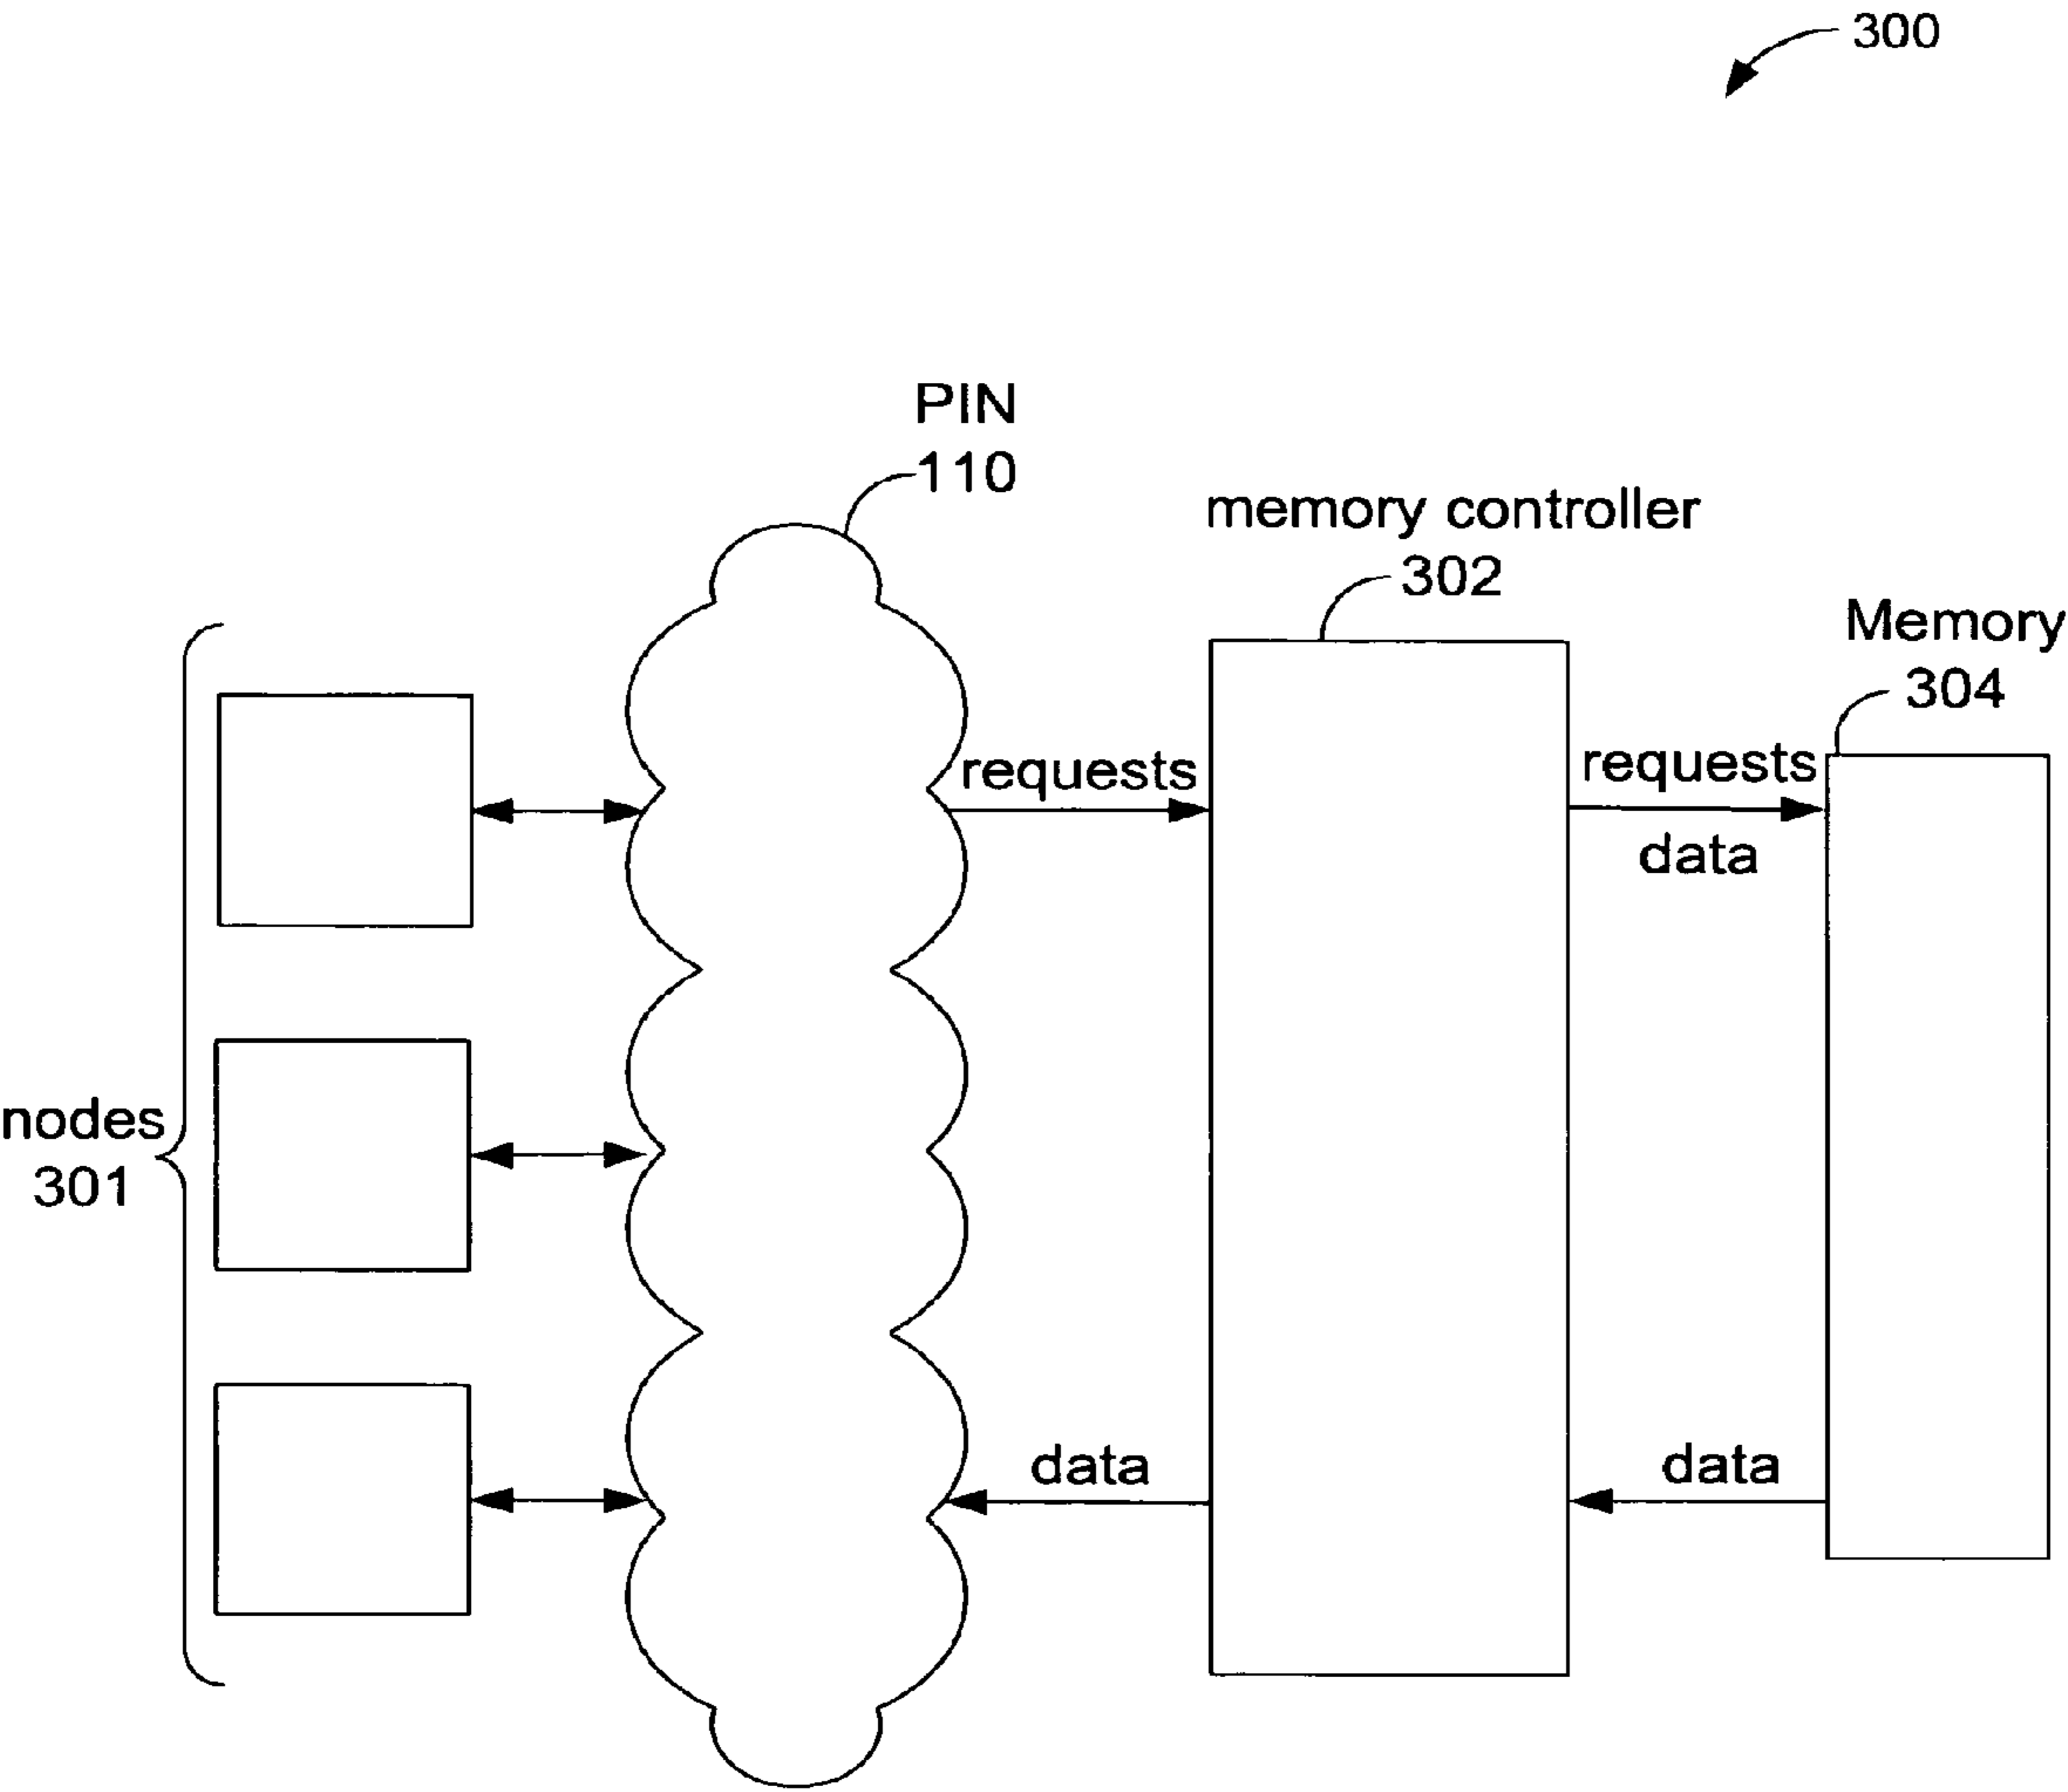 300
PIN
110
memory controller
302
Memory
304
requests
requests
data
nodes
301
data
data